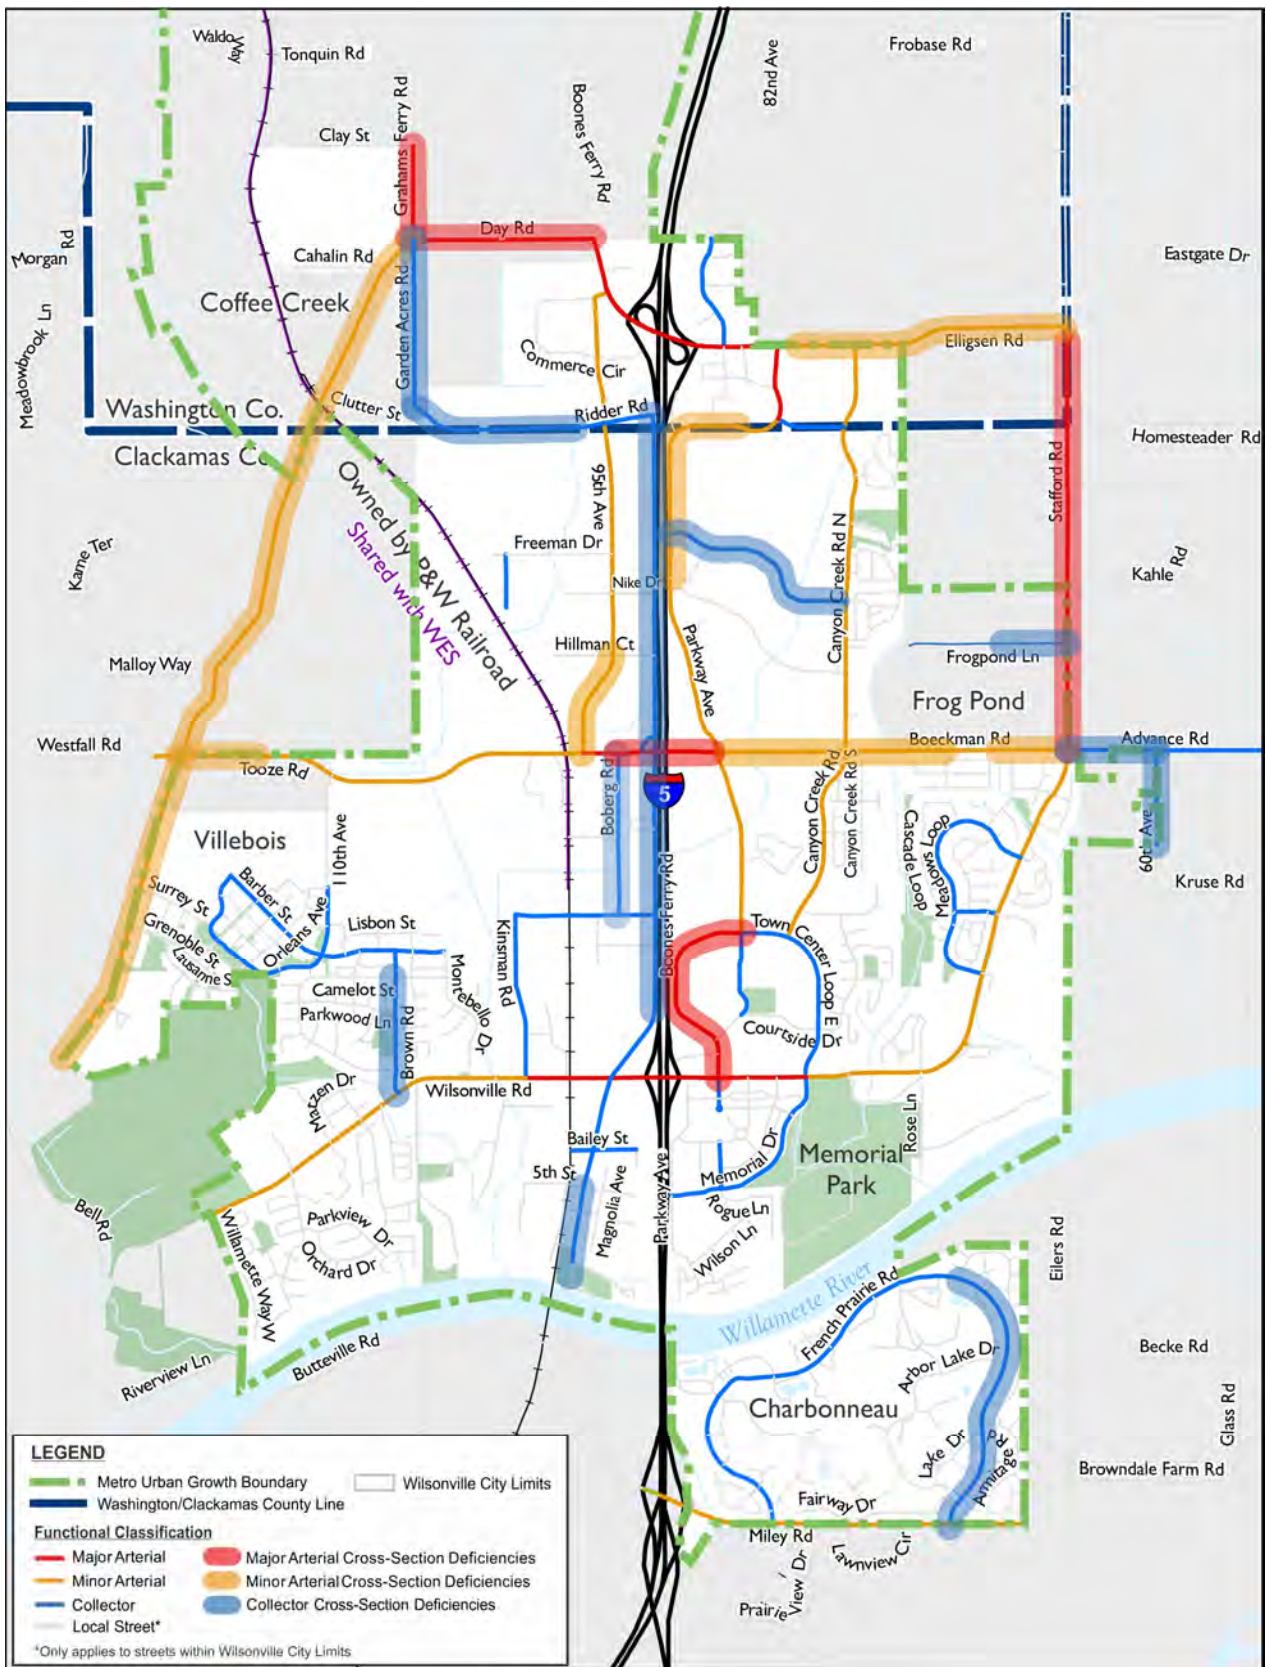 Waldo Way
Tonquin Rd
Frobase Rd
82nd Ave
Boones Ferry Rd
Grahams Ferry Rd
Clay St
Day Rd
Morgan Rd
Cahalin Rd
Eastgate Dr
Coffee Creek
Garden Acres Rd
Meadowbrook Ln
Elligsen Rd
Commerce Cir
Washington Co.
Clutter St
Ridder Rd
Clackamas Co
Homesteader Rd
Stafford Rd
95th Ave
Owned by P&W Railroad
Shared with WES
Freeman Dr
Kame Ter
Canyon Creek Rd N
Kahle Rd
Nike Dr
Hillman Ct
Parkway Ave
Frogpond Ln
Malloy Way
Frog Pond
Westfall Rd
Boeckman Rd
Advance Rd
Tooze Rd
Boberg Rd
5
Canyon Creek Rd
Canyon Creek Rd S
Villebois
110th Ave
Cascade Loop
Meadows Loop
60th Ave
Kruse Rd
Surrey St
Barber St
Boones Ferry Rd
Grenoble St
Orleans Ave
Lisbon St
Kinsman Rd
Town Center Loop E
Lausanne S
Camelot St
Montebello Dr
Parkwood Ln
Brown Rd
Courtside Dr
Wilsonville Rd
Matzen Dr
Rose Ln
Bailey St
Memorial Park
5th St
Memorial Dr
Magnolia Ave
Parkway Ave
Rogue Ln
Bell Rd
Willamette Way W
Parkview Dr
Orchard Dr
Wilson Ln
Eilers Rd
Willamette River
French Prairie Rd
Butteville Rd
Riverview Ln
Arbor Lake Dr
Becke Rd
Charbonneau
Glass Rd
Lake Dr
Armitage Rd
Browndale Farm Rd
Fairway Dr
Miley Rd
Lawnview Cir
Prairie View Dr
LEGEND
Metro Urban Growth Boundary
Wilsonville City Limits
Washington/Clackamas County Line
Functional Classification
Major Arterial
Major Arterial Cross-Section Deficiencies
Minor Arterial
Minor Arterial Cross-Section Deficiencies
Collector
Collector Cross-Section Deficiencies
Local Street*
*Only applies to streets within Wilsonville City Limits